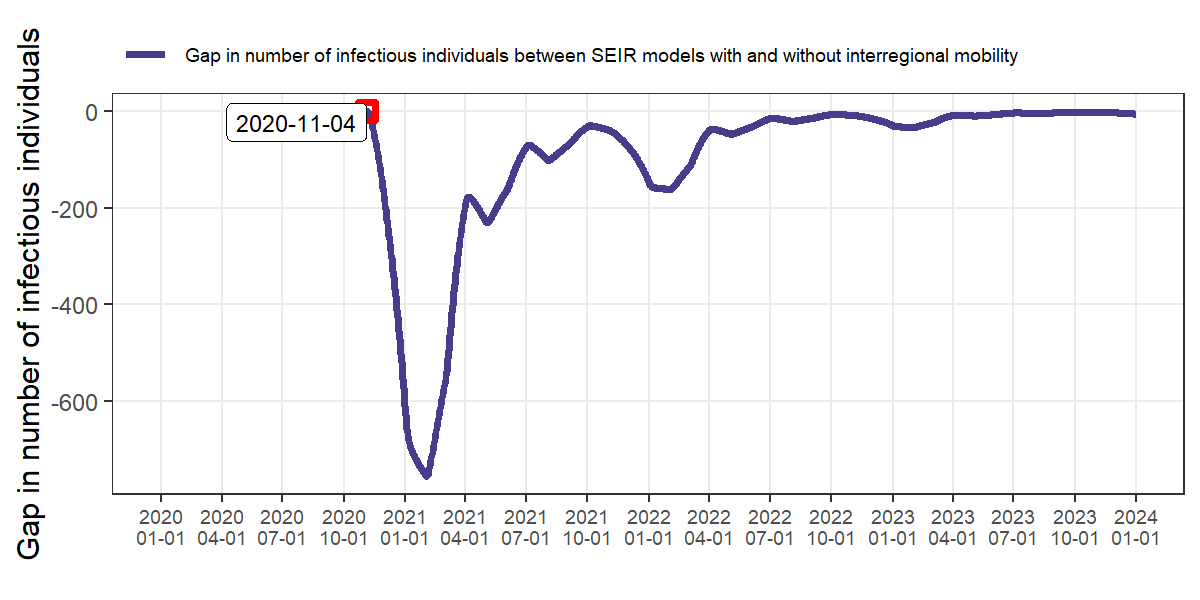 Gap in number of infectious individuals between SEIR models with and without interregional mobility
Gap in number of infectious individuals
0
-200
-400
-600
2020-11-04
2020 2020 2020 2020 2021 2021 2021 2021 2022 2022 2022 2022 2023 2023 2023 2023 2024
01-01 04-01 07-01 10-01 01-01 04-01 07-01 10-01 01-01 04-01 07-01 10-01 01-01 04-01 07-01 10-01 01-01